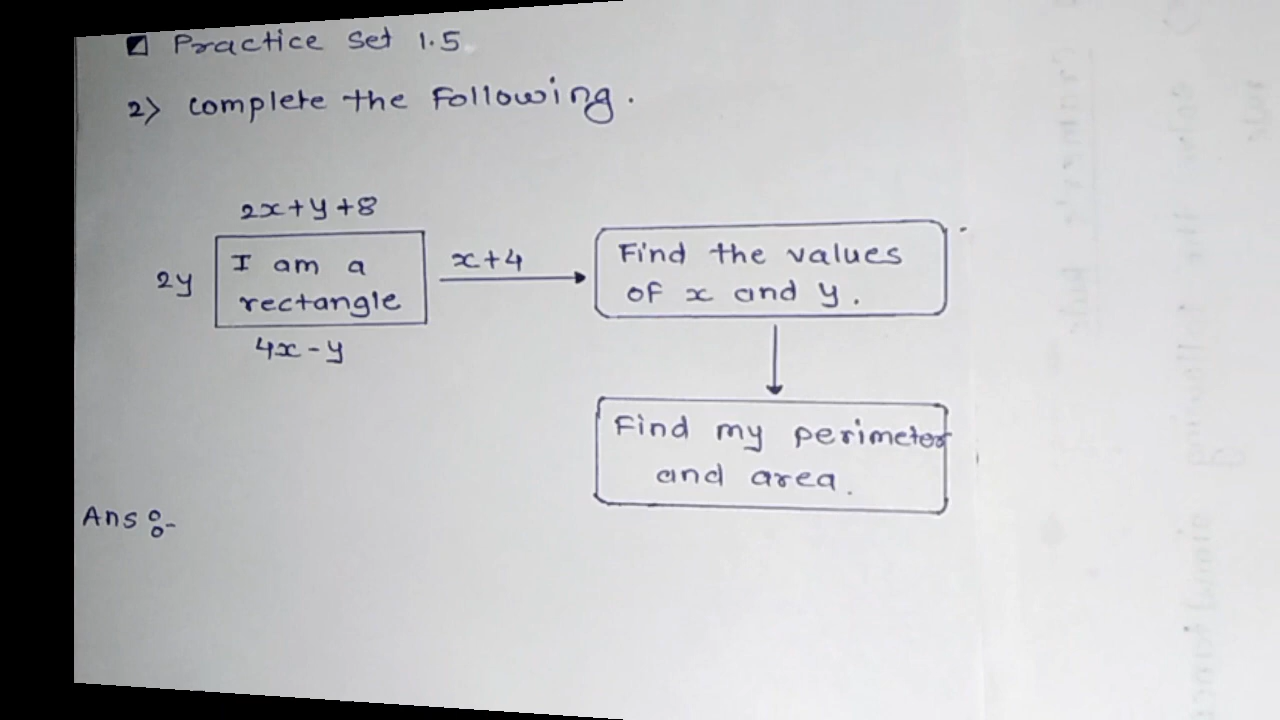 Practice Set 1.5
2) complete the Following.
2x+y+8
2y
I am a
rectangle
x+4
4x-y
Find the values
of x and y.
Find my perimeter
and area.
Ans :-